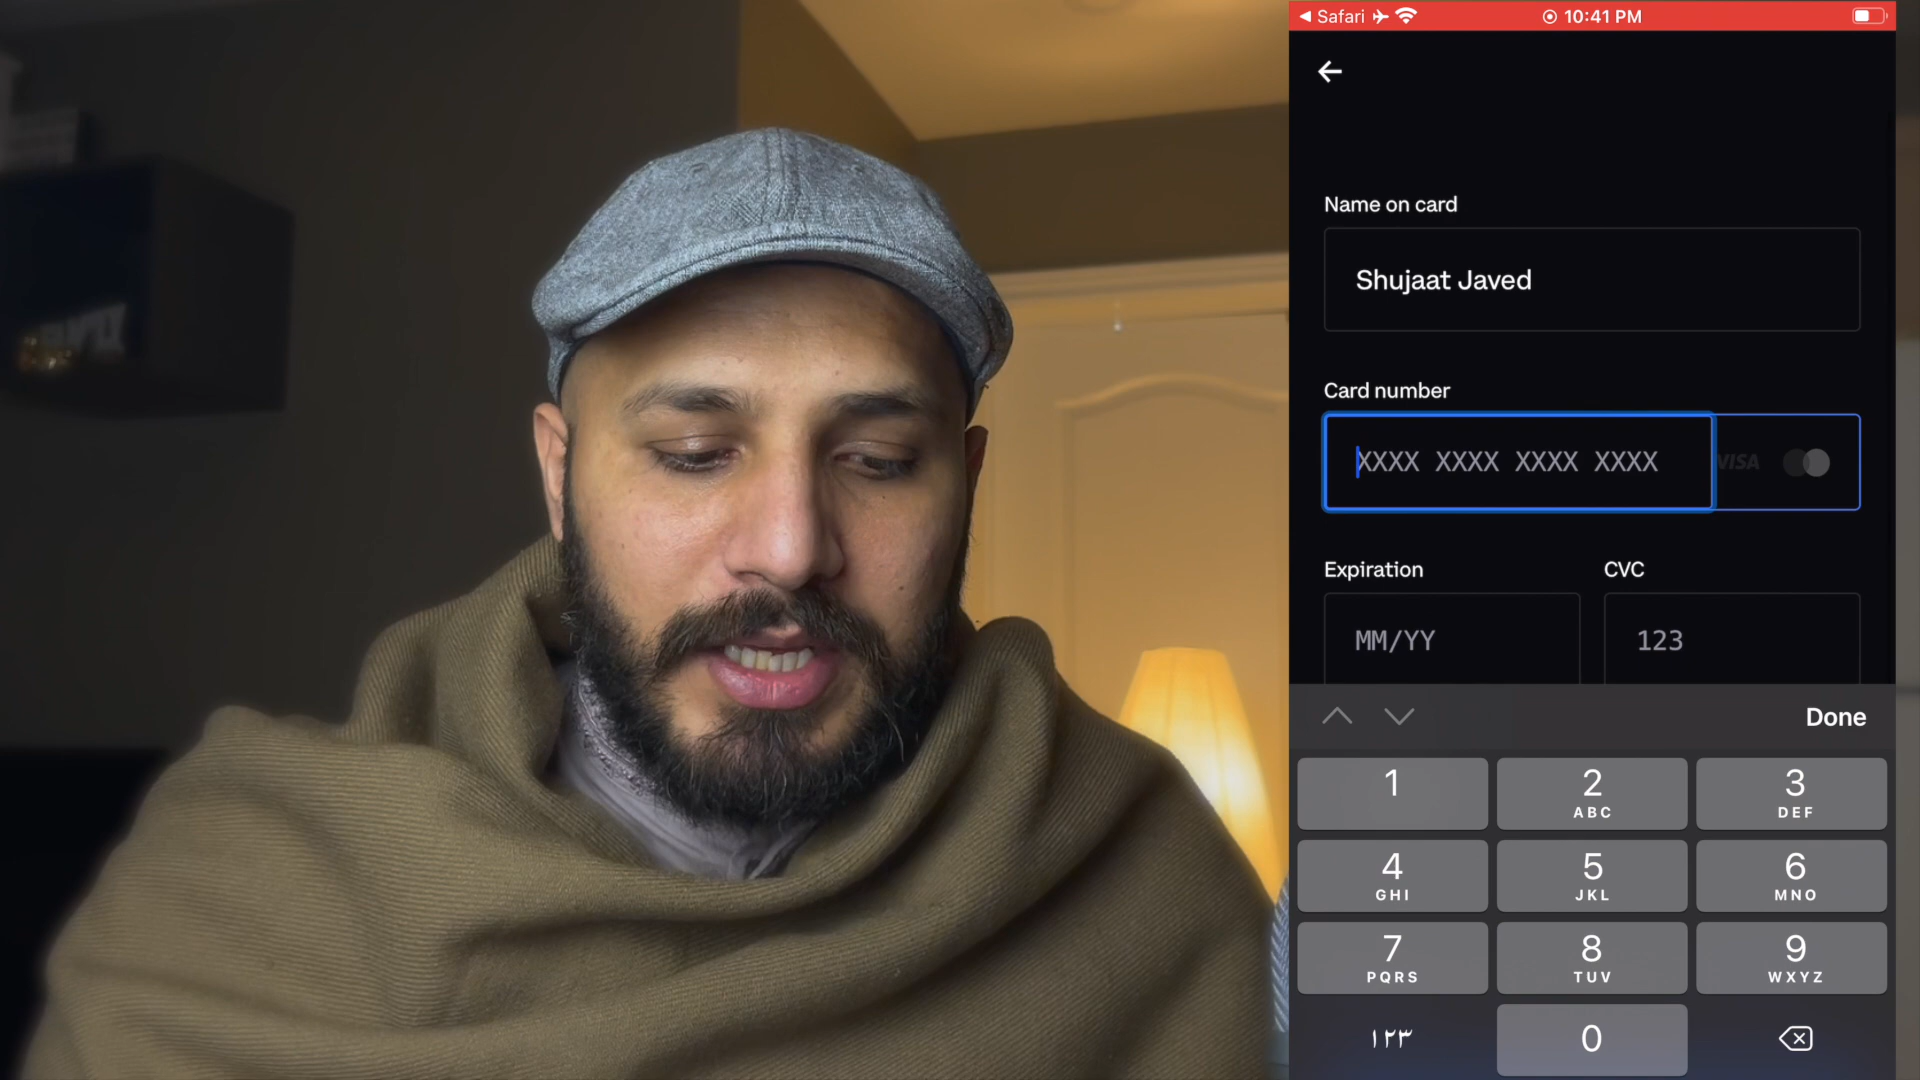 Safari
10:41 PM
Name on card
Shujaat Javed
Card number
XXXX XXXX XXXX XXXX
VISA
Expiration
CVC
MM/YY
123
Done
1
2
ABC
3
DEF
4
GHI
5
JKL
6
MNO
7
PQRS
8
TUV
9
WXYZ
١٢٣
0